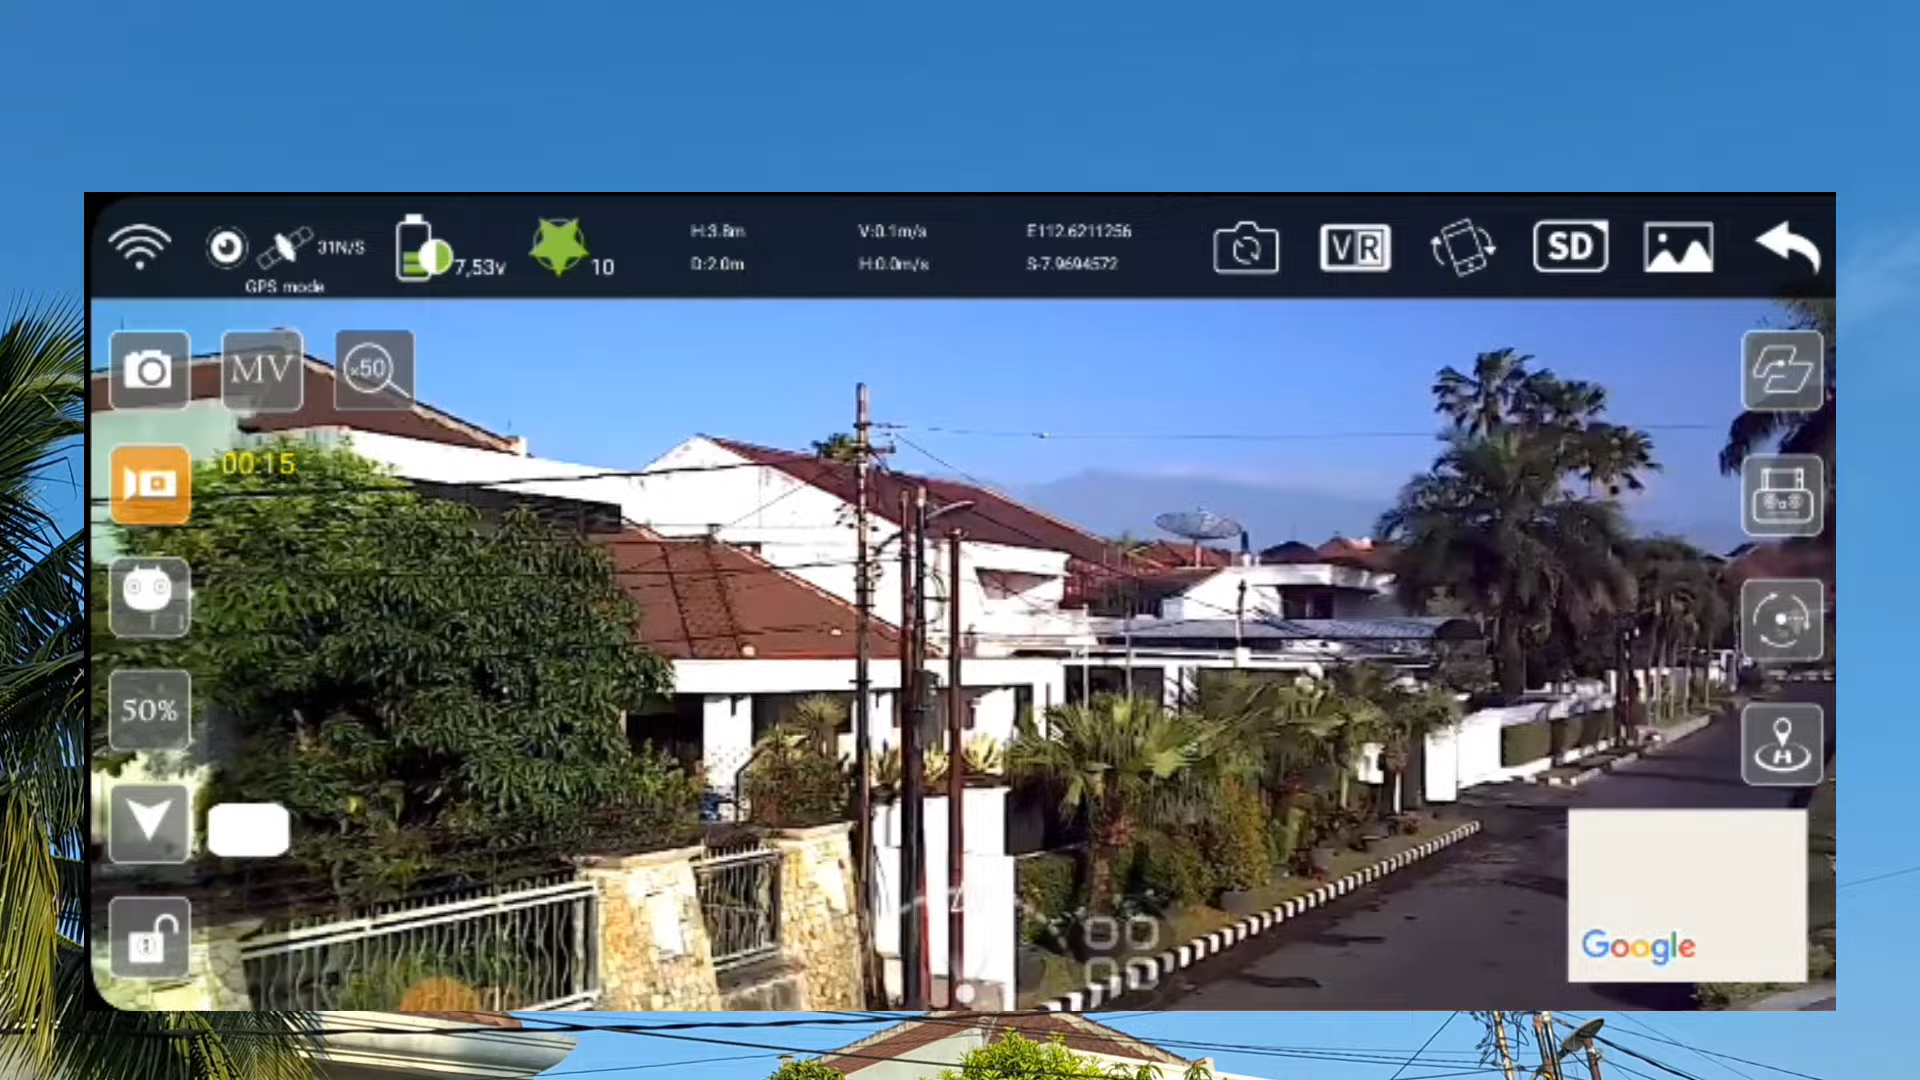 31N/S
GPS mode
7,53v
10
H:3.8m
D:2.0m
V:0.1m/s
H:0.0m/s
E112.6211256
S-7.9694572
VR
SD
MV
x50
00:15
50%
H
Google